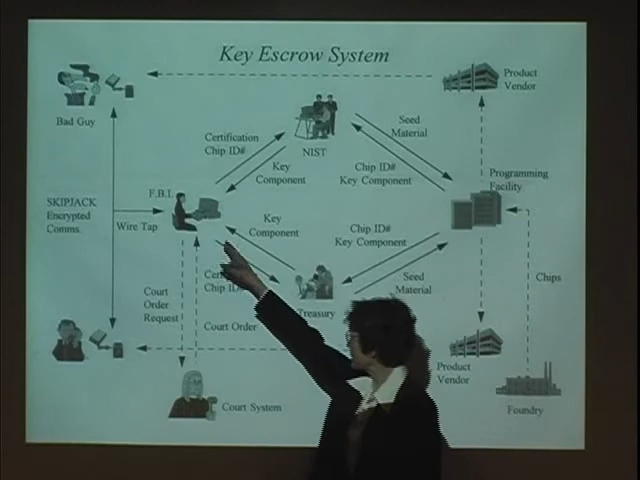 Key Escrow System
Product
Vendor
Bad Guy
Certification
Chip ID#
NIST
Seed
Material
Key
Component
Chip ID#
Key Component
Programming
Facility
F.B.I.
SKIPJACK
Encrypted
Comms.
Wire Tap
Key
Component
Chip ID#
Key Component
Chip ID
Seed
Material
Chips
Court
Order
Request
Treasury
Court Order
Product
Vendor
Court System
Foundry